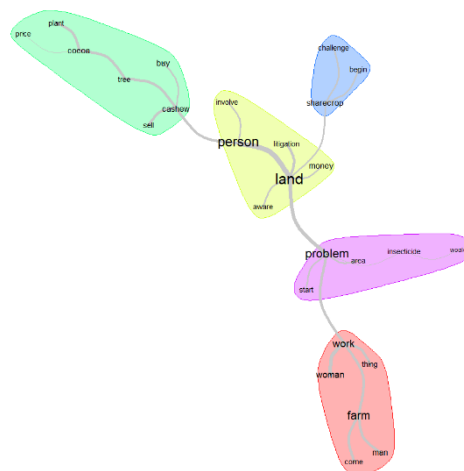 plant
price
cocoa
buy
tree
cashew
sell
challenge
begin
sharecrop
involve
person
litigation
money
land
aware
problem
insecticide
area
start
work
thing
woman
farm
man
come